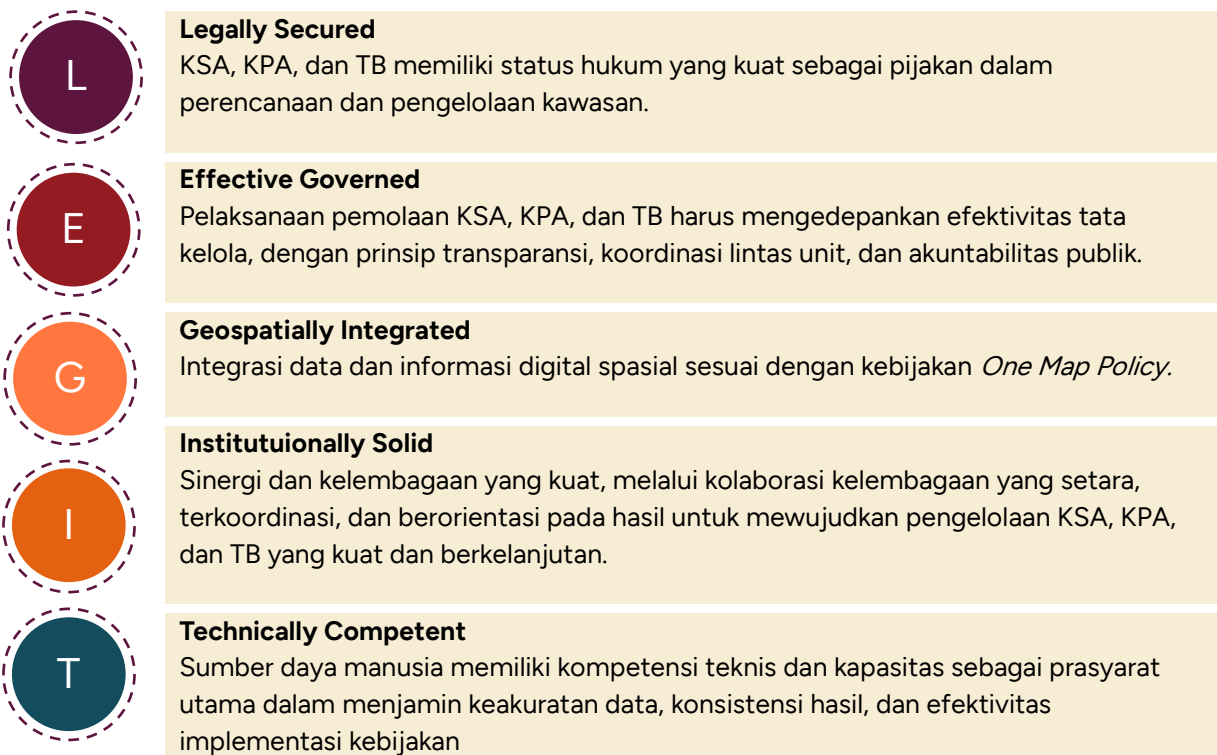 L
Legally Secured
KSA, KPA, dan TB memiliki status hukum yang kuat sebagai pijakan dalam
perencanaan dan pengelolaan kawasan.
E
Effective Governed
Pelaksanaan pemolaan KSA, KPA, dan TB harus mengedepankan efektivitas tata
kelola, dengan prinsip transparansi, koordinasi lintas unit, dan akuntabilitas publik.
G
Geospatially Integrated
Integrasi data dan informasi digital spasial sesuai dengan kebijakan One Map Policy.
I
Institutuionally Solid
Sinergi dan kelembagaan yang kuat, melalui kolaborasi kelembagaan yang setara,
terkoordinasi, dan berorientasi pada hasil untuk mewujudkan pengelolaan KSA, KPA,
dan TB yang kuat dan berkelanjutan.
T
Technically Competent
Sumber daya manusia memiliki kompetensi teknis dan kapasitas sebagai prasyarat
utama dalam menjamin keakuratan data, konsistensi hasil, dan efektivitas
implementasi kebijakan